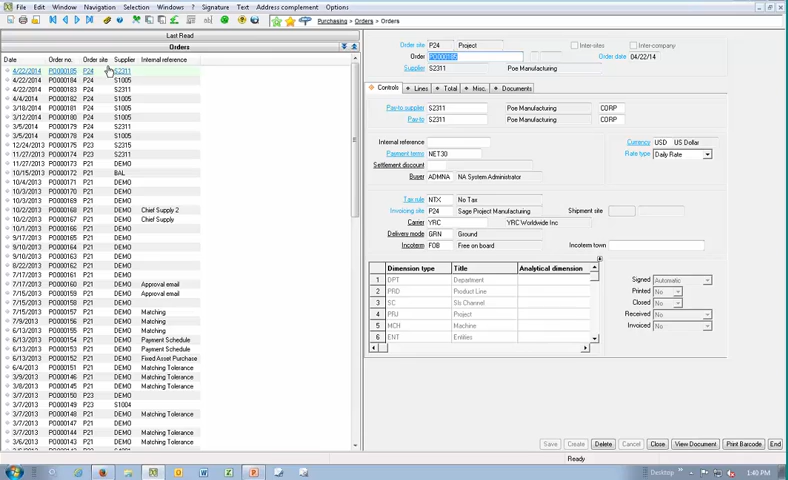 File Edit Window Navigation Selection Windows ? Signature Text Address complement Options
Purchasing > Orders > Orders
Last Read
Orders
Date Order no. Order site Supplier Internal reference
4/22/2014 PO000185 P24 S2311
4/22/2014 PO000184 P24 S1005
4/22/2014 PO000183 P24 S2311
4/22/2014 PO000182 P24 S1005
3/18/2014 PO000181 P24 S1005
3/12/2014 PO000180 P24 S1005
3/5/2014 PO000179 P24 S2311
3/5/2014 PO000178 P24 S1005
12/24/2013 PO000175 P23 S2315
11/27/2013 PO000174 P23 S2315
11/27/2013 PO000173 P21 DEMO
10/15/2013 PO000172 P21 BAL
10/4/2013 PO000171 P21 DEMO
10/3/2013 PO000170 P21 DEMO
10/3/2013 PO000169 P21 DEMO
10/2/2013 PO000168 P21 DEMO Chief Supply 2
10/2/2013 PO000167 P21 DEMO Chief Supply
10/1/2013 PO000166 P21 DEMO
9/17/2013 PO000165 P21 DEMO
9/10/2013 PO000164 P21 DEMO
9/10/2013 PO000163 P21 DEMO
8/22/2013 PO000162 P21 DEMO
7/17/2013 PO000161 P21 DEMO
7/17/2013 PO000160 P21 DEMO Approval email
7/15/2013 PO000159 P21 DEMO Approval email
7/15/2013 PO000158 P21 DEMO
7/15/2013 PO000157 P21 DEMO Matching
7/9/2013 PO000156 P21 DEMO Matching
6/13/2013 PO000155 P21 DEMO Matching
6/13/2013 PO000154 P21 DEMO Payment Schedule
6/13/2013 PO000153 P21 DEMO Payment Schedule
6/13/2013 PO000152 P21 DEMO Fixed Asset Purchase
6/4/2013 PO000151 P21 DEMO Matching Tolerance
3/11/2013 PO000149 P21 DEMO Matching Tolerance
3/9/2013 PO000145 P21 DEMO Matching Tolerance
3/8/2013 PO000150 P23 DEMO
3/7/2013 PO000149 P23 S1004
3/7/2013 PO000148 P21 DEMO
3/7/2013 PO000147 P21 DEMO
3/7/2013 PO000144 P21 DEMO Matching Tolerance
3/6/2013 PO000142 P21 DEMO Matching Tolerance
Order site P24 Project Inter-sites Inter-company
Order PO000185 Order date 04/22/14
Supplier S2311 Poe Manufacturing
Controls Lines Total Misc. Documents
Pay-to supplier S2311 Poe Manufacturing CORP
Pay-to S2311 Poe Manufacturing CORP
Internal reference Currency USD US Dollar
Payment terms NET30 Rate type Daily Rate
Settlement discount
Buyer ADMNA NA System Administrator
Tax rule NTX No Tax
Invoicing site P24 Sage Project Manufacturing Shipment site
Carrier YRC YRC Worldwide Inc
Delivery mode GRN Ground
Incoterm FOB Free on board Incoterm town
Dimension type Title Analytical dimension
1 DPT Department
2 PRD Product Line
3 SC Sls Channel
4 PRJ Project
5 MCH Machine
6 ENT Entities
Signed Automatic
Printed No
Closed No
Received No
Invoiced No
Save Create Delete Cancel Close View Document Print Barcode End
Ready
Desktop 1:40 PM